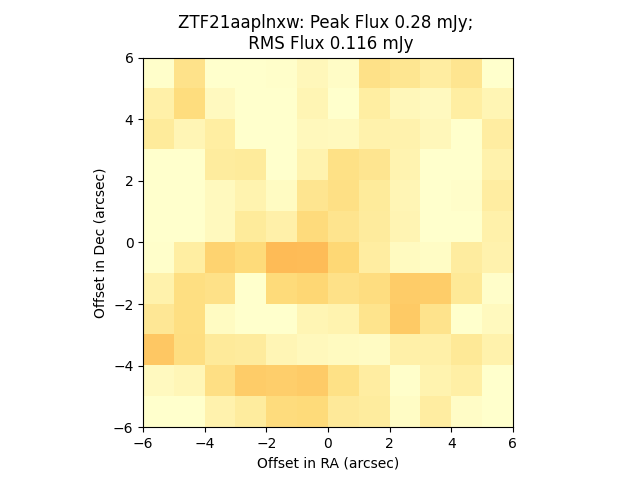 ZTF21aaplnxw: Peak Flux 0.28 mJy;
RMS Flux 0.116 mJy
6
4
2
0
−2
−4
−6
Offset in Dec (arcsec)
−6 −4 −2 0 2 4 6
Offset in RA (arcsec)